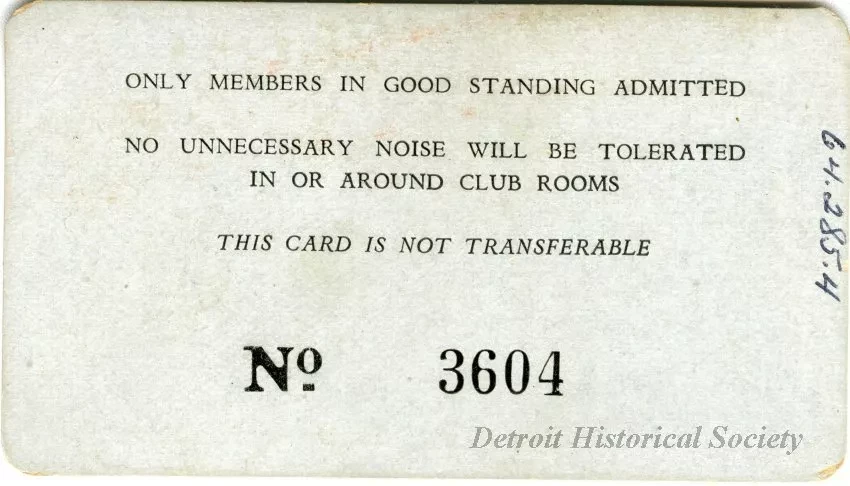 ONLY MEMBERS IN GOOD STANDING ADMITTED
NO UNNECESSARY NOISE WILL BE TOLERATED
IN OR AROUND CLUB ROOMS
THIS CARD IS NOT TRANSFERABLE
Nº 3604
Detroit Historical Society
64.285.4